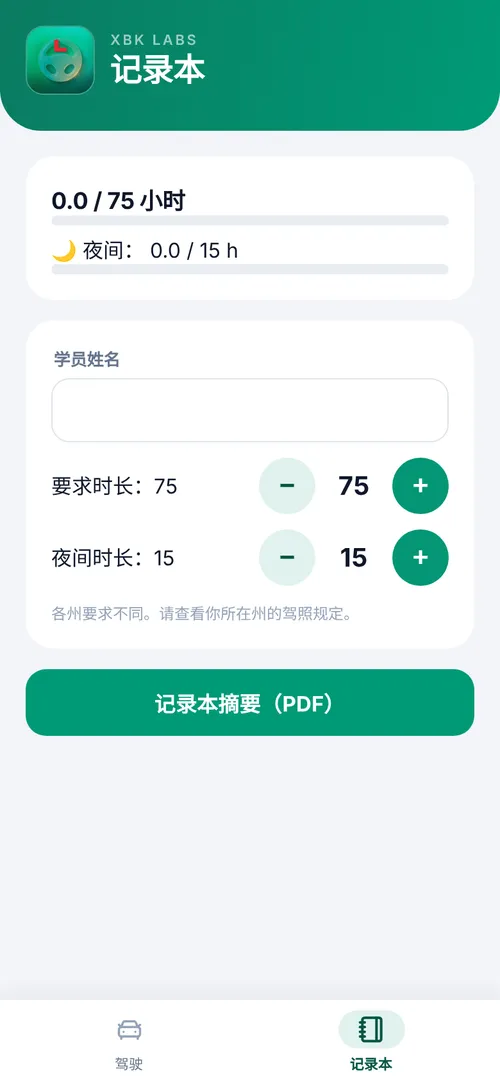 XBK LABS
记录本
0.0 / 75 小时
🌙 夜间： 0.0 / 15 h
学员姓名
要求时长：75 − 75 +
夜间时长：15 − 15 +
各州要求不同。请查看你所在州的驾照规定。
记录本摘要（PDF）
驾驶
记录本